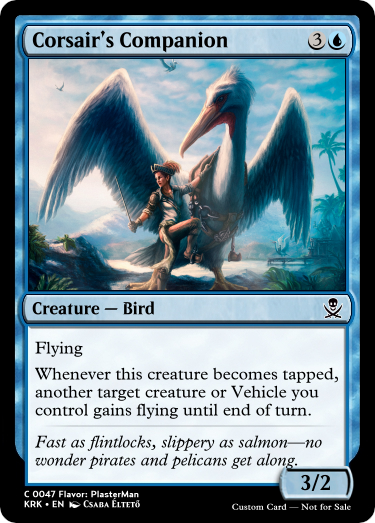 Corsair's Companion 3
Creature — Bird
Flying
Whenever this creature becomes tapped,
another target creature or Vehicle you
control gains flying until end of turn.
Fast as flintlocks, slippery as salmon—no
wonder pirates and pelicans get along.
3/2
C 0047 Flavor: PlasterMan
KRK • EN Csaba Éltető Custom Card — Not for Sale